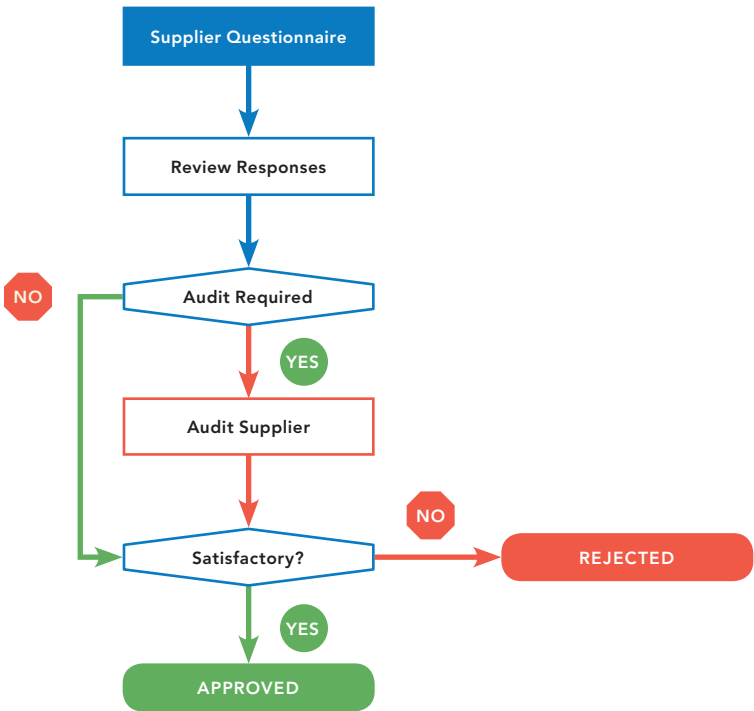 Supplier Questionnaire
Review Responses
Audit Required
NO
YES
Audit Supplier
Satisfactory?
NO
REJECTED
YES
APPROVED